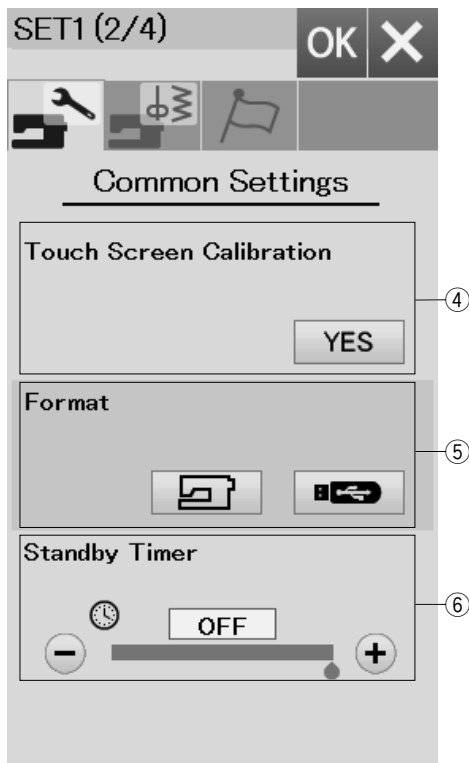 SET1 (2/4)
OK
Common Settings
Touch Screen Calibration
④
YES
Format
⑤
Standby Timer
⑥
OFF